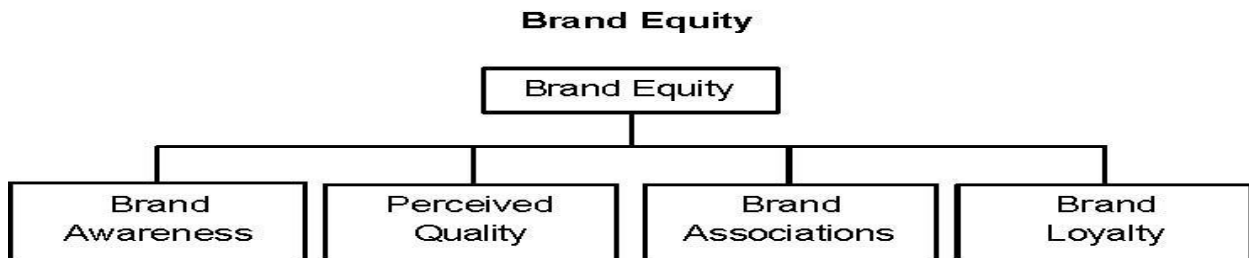 Brand Equity
Brand Equity
Brand
Awareness
Perceived
Quality
Brand
Associations
Brand
Loyalty